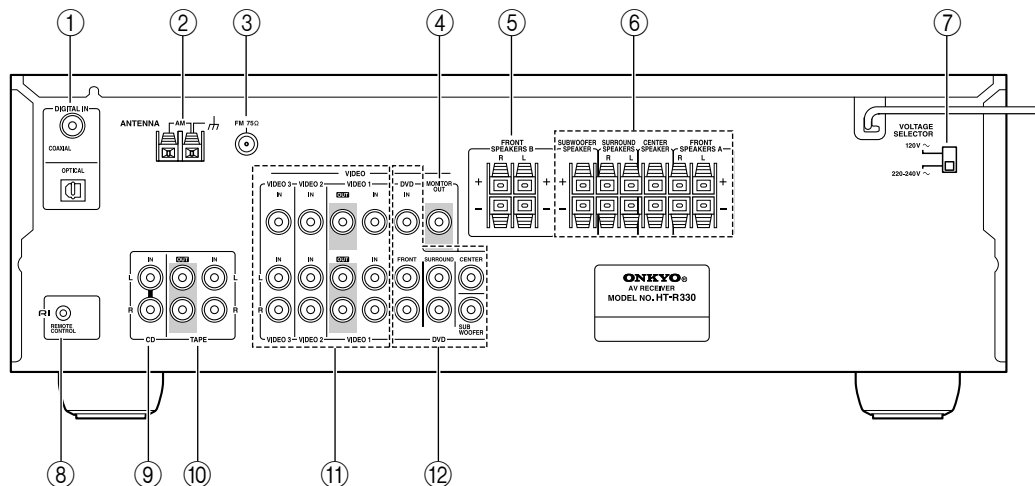 ① ② ③ ④ ⑤ ⑥ ⑦
DIGITAL IN
COAXIAL
OPTICAL
ANTENNA
AM
FM 75Ω
VIDEO
VIDEO 3 VIDEO 2 VIDEO 1 DVD MONITOR OUT
IN IN OUT IN IN
IN IN OUT IN FRONT SURROUND CENTER
L
R
SUB WOOFER
VIDEO 3 VIDEO 2 VIDEO 1 DVD
FRONT SPEAKERS B
R L
+ +
– –
SUBWOOFER SPEAKER
SURROUND SPEAKERS
R L
CENTER SPEAKER
FRONT SPEAKERS A
R L
+ +
– –
VOLTAGE SELECTOR
120V ~
220-240V ~
ONKYO®
AV RECEIVER
MODEL NO. HT-R330
RI
REMOTE CONTROL
IN OUT IN
L L
R R
CD TAPE
⑧ ⑨ ⑩ ⑪ ⑫